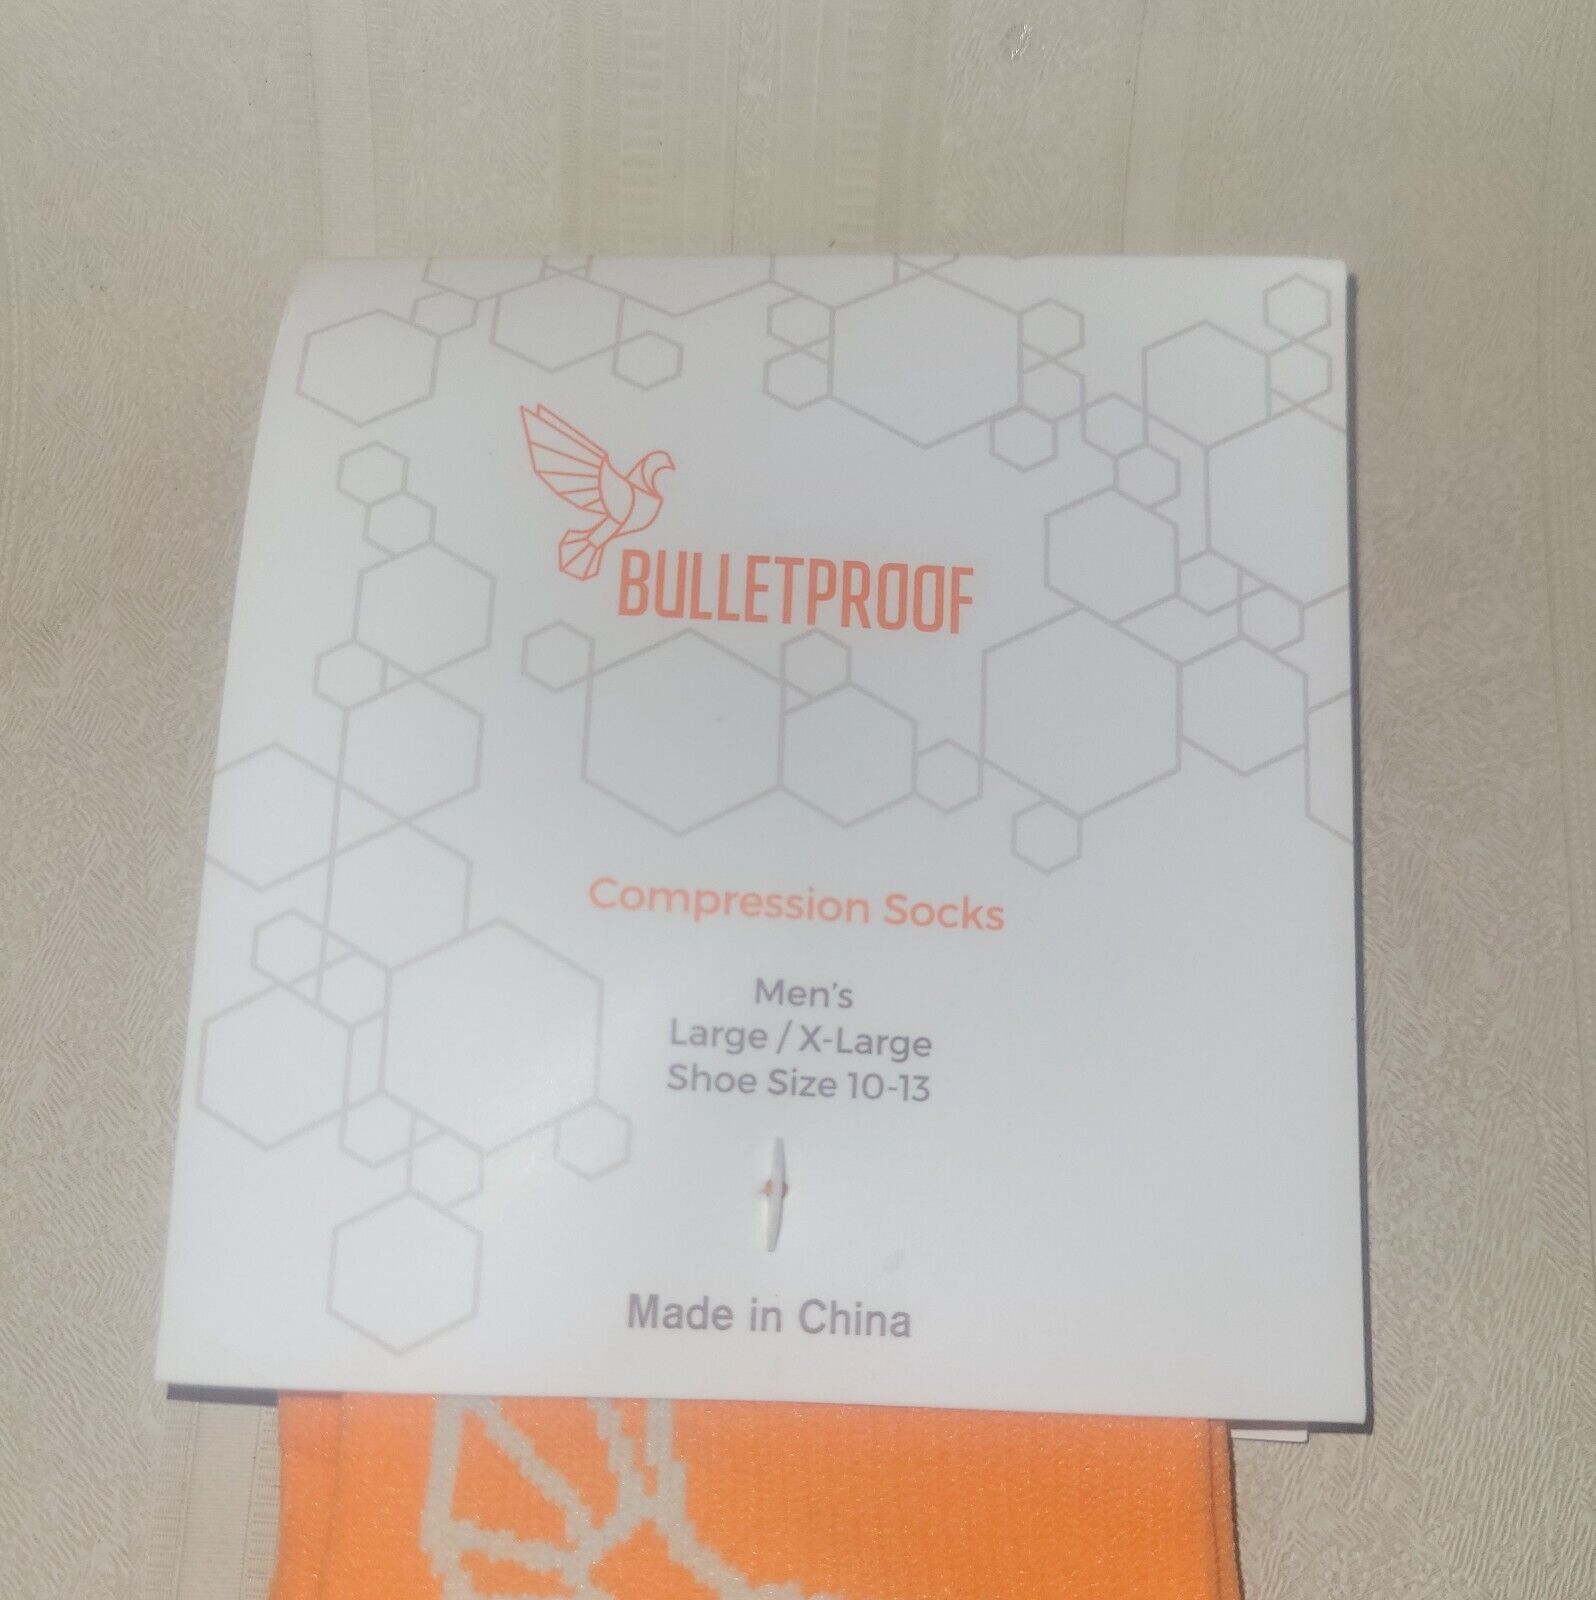 BULLETPROOF
Compression Socks
Men's
Large / X-Large
Shoe Size 10-13
Made in China